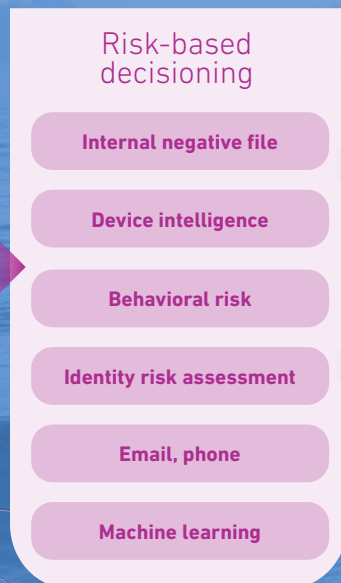 Risk-based
decisioning
Internal negative file
Device intelligence
Behavioral risk
Identity risk assessment
Email, phone
Machine learning